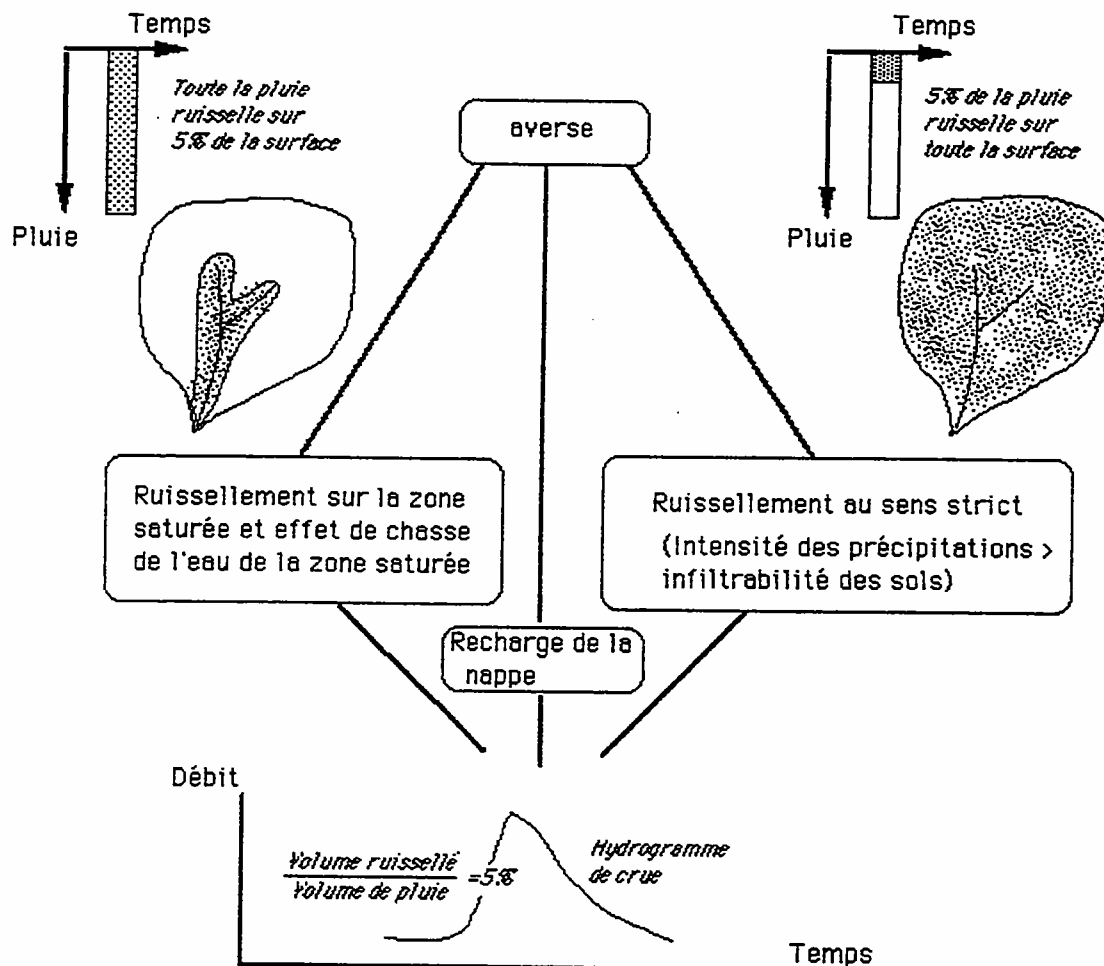 Temps
Toute la pluie
ruisselle sur
5% de la surface
Pluie
averse
Temps
5% de la pluie
ruisselle sur
toute la surface
Pluie
Ruissellement sur la zone
saturée et effet de chasse
de l'eau de la zone saturée
Ruissellement au sens strict
(Intensité des précipitations >
infiltrabilité des sols)
Recharge de la
nappe
Débit
Volume ruissellé
Volume de pluie
=5%
Hydrogramme
de crue
Temps